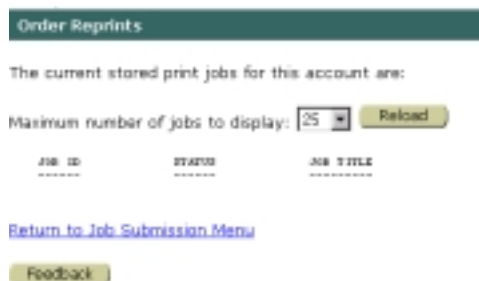 Order Reprints
The current stored print jobs for this account are:
Maximum number of jobs to display: 25 Reload
JOB ID STATUS JOB TITLE
------ ------ ---------
Return to Job Submission Menu
Feedback